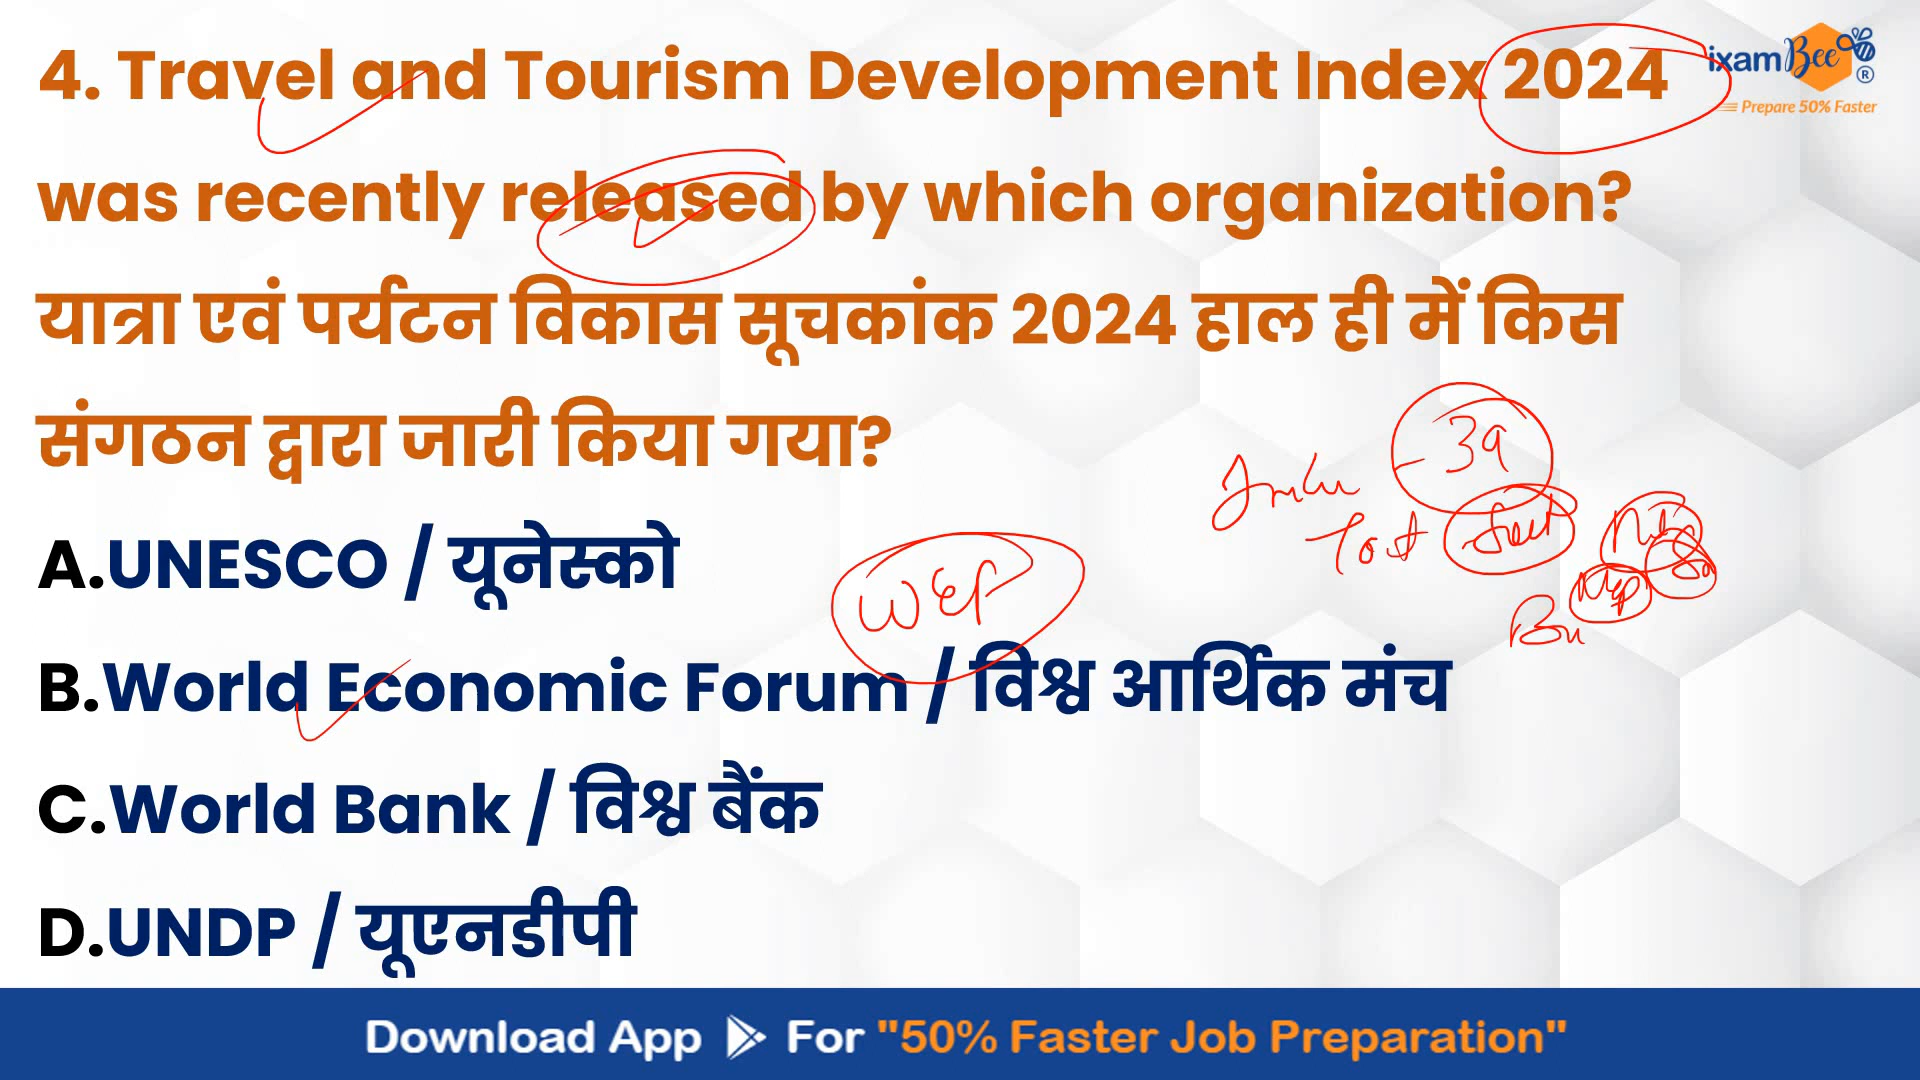 4. Travel and Tourism Development Index 2024
ixamBee®
Prepare 50% Faster
was recently released by which organization?
यात्रा एवं पर्यटन विकास सूचकांक 2024 हाल ही में किस
संगठन द्वारा जारी किया गया?
39
A.UNESCO / यूनेस्को
WEF
B.World Economic Forum / विश्व आर्थिक मंच
C.World Bank / विश्व बैंक
D.UNDP / यूएनडीपी
Download App For "50% Faster Job Preparation"